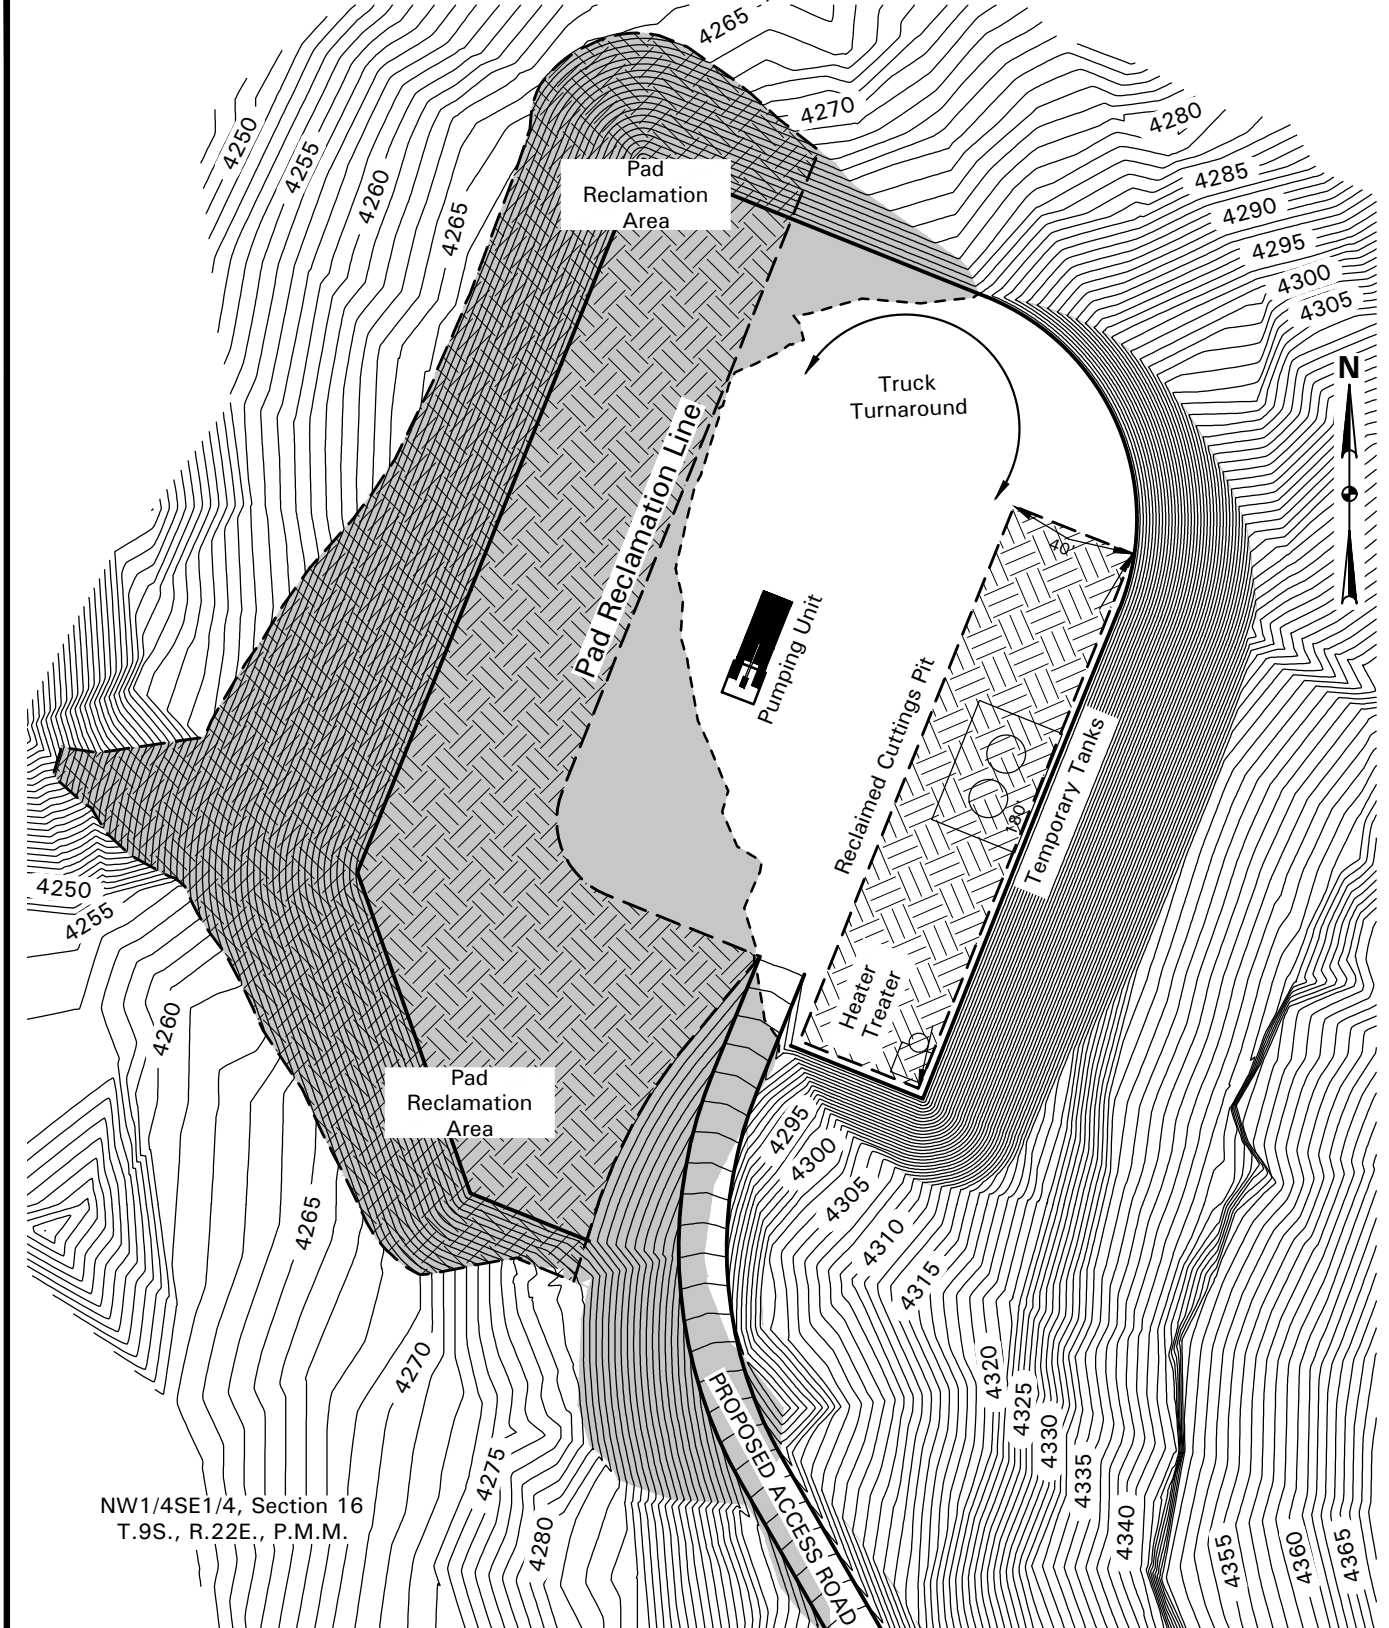 4265
4270
4280
4250
4255
4260
4265
4285
4290
4295
4300
4305
Pad
Reclamation
Area
N
Truck
Turnaround
Pad Reclamation Line
40'
Pumping Unit
Reclaimed Cuttings Pit
180'
Temporary Tanks
4250
4255
Heater
Treater
4260
Pad
Reclamation
Area
4295
4300
4305
4310
4315
4265
4270
4320
4325
4330
4335
4340
4275
4280
PROPOSED ACCESS ROAD
4355
4360
4365
NW1/4SE1/4, Section 16
T.9S., R.22E., P.M.M.